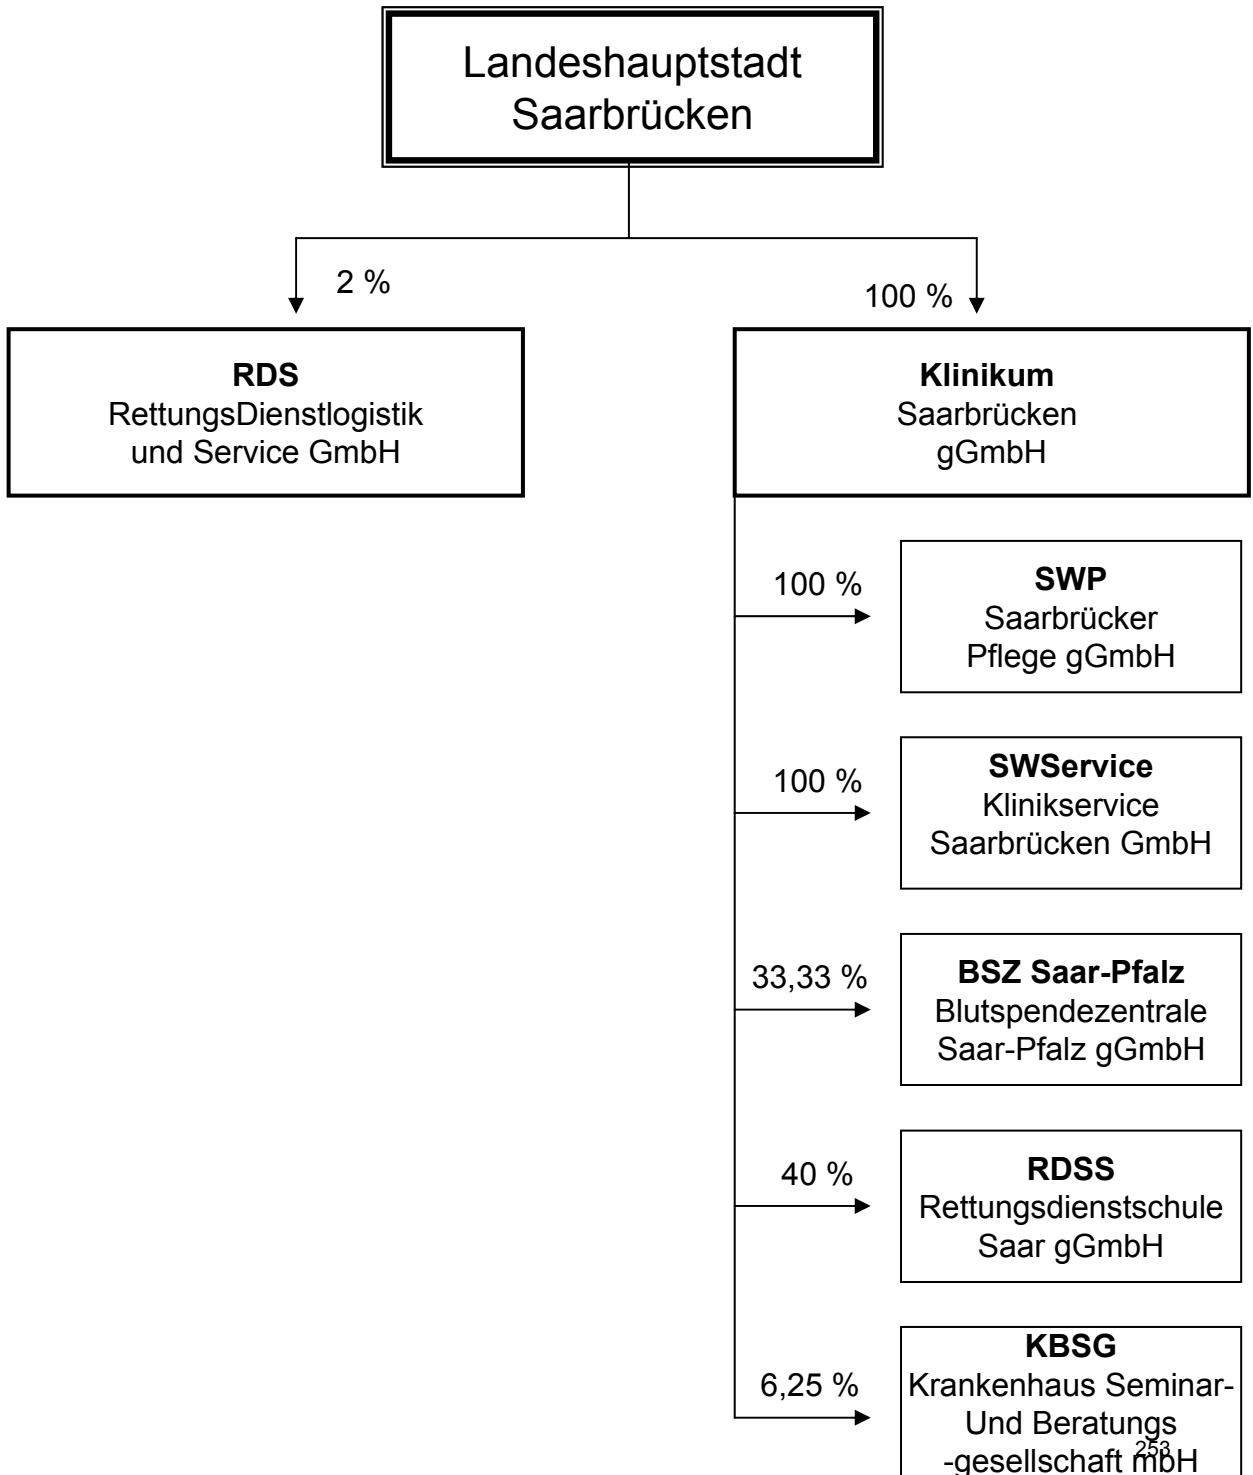 Landeshauptstadt
Saarbrücken
2 %
100 %
RDS
RettungsDienstlogistik
und Service GmbH
Klinikum
Saarbrücken
gGmbH
100 %
SWP
Saarbrücker
Pflege gGmbH
100 %
SWService
Klinikservice
Saarbrücken GmbH
33,33 %
BSZ Saar-Pfalz
Blutspendezentrale
Saar-Pfalz gGmbH
40 %
RDSS
Rettungsdienstschule
Saar gGmbH
6,25 %
KBSG
Krankenhaus Seminar-
Und Beratungs
-gesellschaft mbH
253